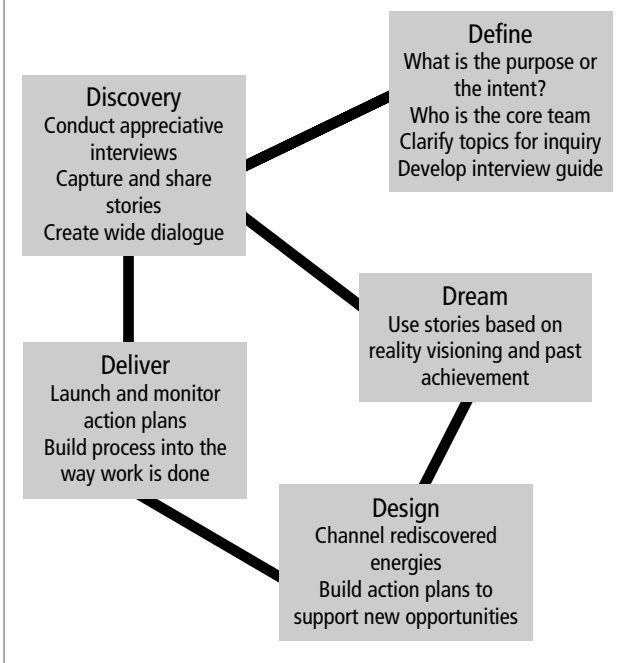 Define
What is the purpose or
the intent?
Who is the core team
Clarify topics for inquiry
Develop interview guide
Discovery
Conduct appreciative
interviews
Capture and share
stories
Create wide dialogue
Dream
Use stories based on
reality visioning and past
achievement
Deliver
Launch and monitor
action plans
Build process into the
way work is done
Design
Channel rediscovered
energies
Build action plans to
support new opportunities